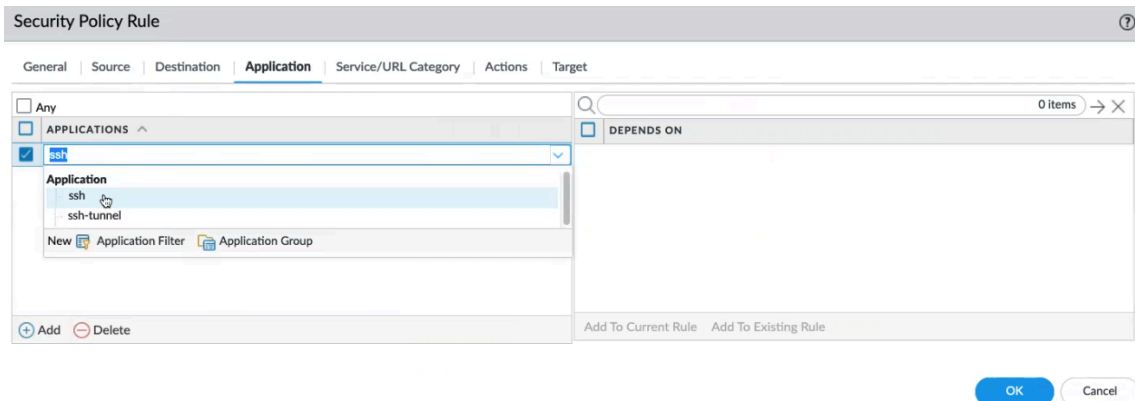 Security Policy Rule
General Source Destination Application Service/URL Category Actions Target
Any
0 items
APPLICATIONS
DEPENDS ON
ssh
Application
ssh
ssh-tunnel
New Application Filter Application Group
Add Delete
Add To Current Rule Add To Existing Rule
OK Cancel